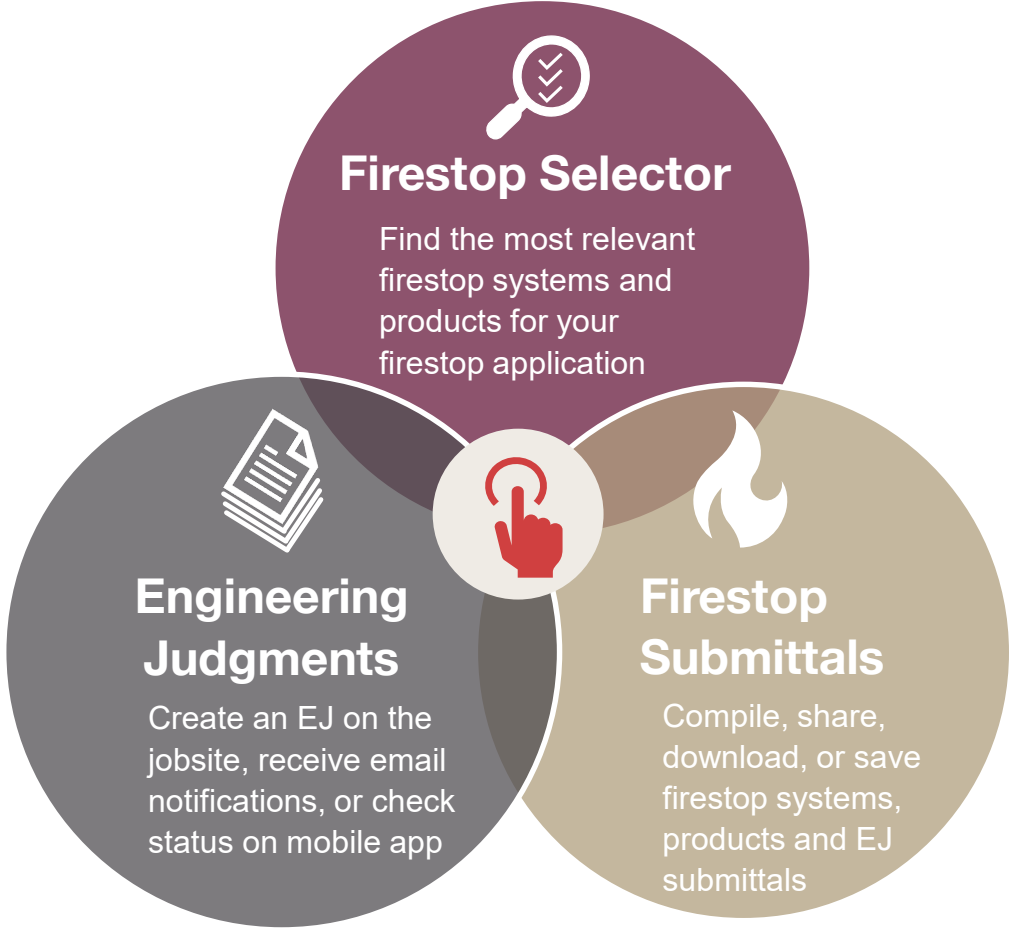 Firestop Selector
Find the most relevant
firestop systems and
products for your
firestop application
Engineering
Judgments
Create an EJ on the
jobsite, receive email
notifications, or check
status on mobile app
Firestop
Submittals
Compile, share,
download, or save
firestop systems,
products and EJ
submittals